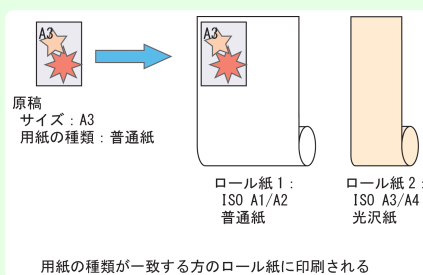 A3
A3
原稿
サイズ：A3
用紙の種類：普通紙
ロール紙 1：
ISO A1/A2
普通紙
ロール紙 2：
ISO A3/A4
光沢紙
用紙の種類が一致する方のロール紙に印刷される